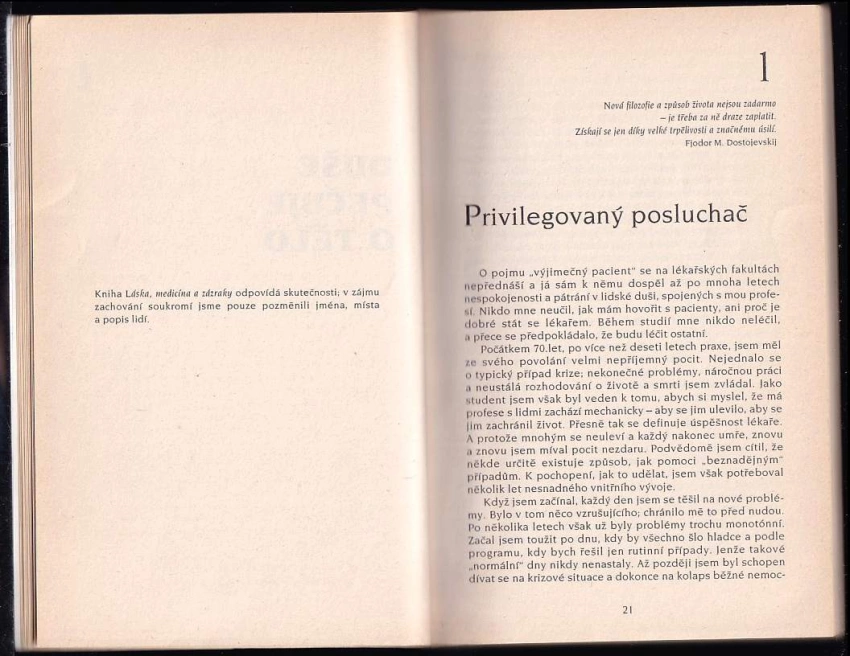 Kniha Láska, medicína a zázraky odpovídá skutečnosti; v zájmu
zachování soukromí jsme pouze pozměnili jména, místa
a popis lidí.
1
Nová filozofie a způsob života nejsou zadarmo
– je třeba za ně draze zaplatit.
Získají se jen díky velké trpělivosti a značnému úsilí.
Fjodor M. Dostojevskij
Privilegovaný posluchač
O pojmu „výjimečný pacient" se na lékařských fakultách
nepřednáší a já sám k němu dospěl až po mnoha letech
nespokojenosti a pátrání v lidské duši, spojených s mou profe-
sí. Nikdo mne neučil, jak mám hovořit s pacienty, ani proč je
dobré stát se lékařem. Během studií mne nikdo neléčil,
a přece se předpokládalo, že budu léčit ostatní.
Počátkem 70.let, po více než deseti letech praxe, jsem měl
ze svého povolání velmi nepříjemný pocit. Nejednalo se
o typický případ krize; nekonečné problémy, náročnou práci
a neustálá rozhodování o životě a smrti jsem zvládal. Jako
student jsem však byl veden k tomu, abych si myslel, že má
profese s lidmi zachází mechanicky – aby se jim ulevilo, aby se
jim zachránil život. Přesně tak se definuje úspěšnost lékaře.
A protože mnohým se neuleví a každý nakonec umře, znovu
a znovu jsem míval pocit nezdaru. Podvědomě jsem cítil, že
někde určitě existuje způsob, jak pomoci „beznadějným"
případům. K pochopení, jak to udělat, jsem však potřeboval
několik let nesnadného vnitřního vývoje.
Když jsem začínal, každý den jsem se těšil na nové problé-
my. Bylo v tom něco vzrušujícího; chránilo mě to před nudou.
Po několika letech však už byly problémy trochu monotónní.
Začal jsem toužit po dnu, kdy by všechno šlo hladce a podle
programu, kdy bych řešil jen rutinní případy. Jenže takové
„normální" dny nikdy nenastaly. Až později jsem byl schopen
dívat se na krizové situace a dokonce na kolaps běžné nemoc-
21